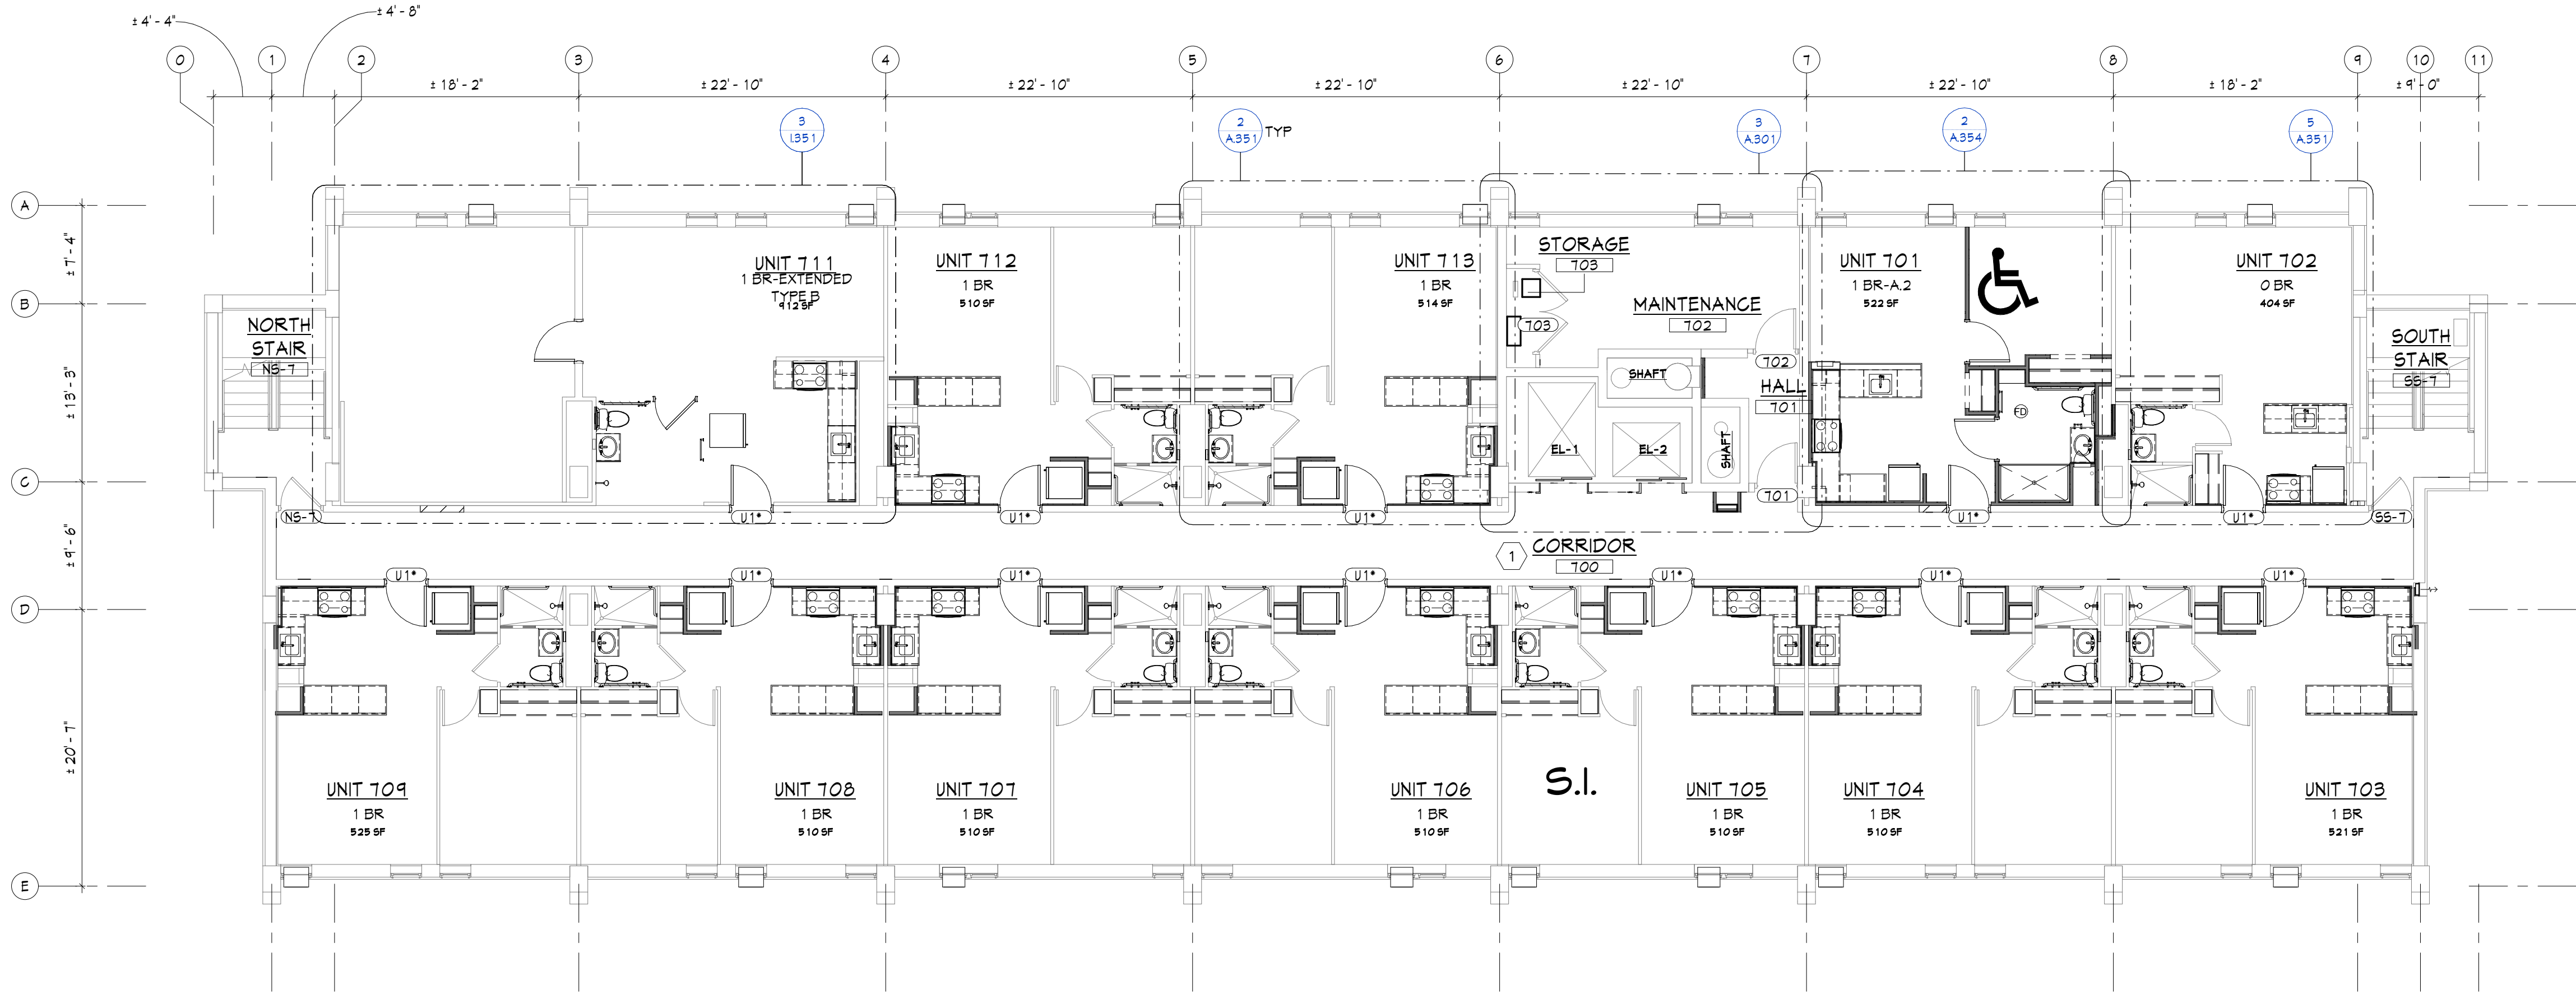 ± 4' - 4"
± 4' - 8"
0
1
2
3
4
5
6
7
8
9
10
11
± 18' - 2"
± 22' - 10"
± 22' - 10"
± 22' - 10"
± 22' - 10"
± 22' - 10"
± 18' - 2"
± 9' - 0"
3
I.351
2
A.351
TYP
3
A.301
2
A.354
5
A.351
A
B
C
D
E
± 7' - 4"
± 13' - 3"
± 9' - 6"
± 20' - 7"
NORTH
STAIR
NS-7
NS-7
UNIT 711
1 BR-EXTENDED
TYPE B
912 SF
UNIT 712
1 BR
510 SF
UNIT 713
1 BR
514 SF
STORAGE
703
703
MAINTENANCE
702
702
SHAFT
HALL
701
EL-1
EL-2
SHAFT
701
UNIT 701
1 BR-A.2
522 SF
FD
UNIT 702
0 BR
404 SF
SOUTH
STAIR
SS-7
SS-7
U1*
U1*
U1*
U1*
U1*
1
CORRIDOR
700
U1*
U1*
U1*
U1*
U1*
U1*
U1*
UNIT 709
1 BR
525 SF
UNIT 708
1 BR
510 SF
UNIT 707
1 BR
510 SF
UNIT 706
1 BR
510 SF
S.I.
UNIT 705
1 BR
510 SF
UNIT 704
1 BR
510 SF
UNIT 703
1 BR
521 SF